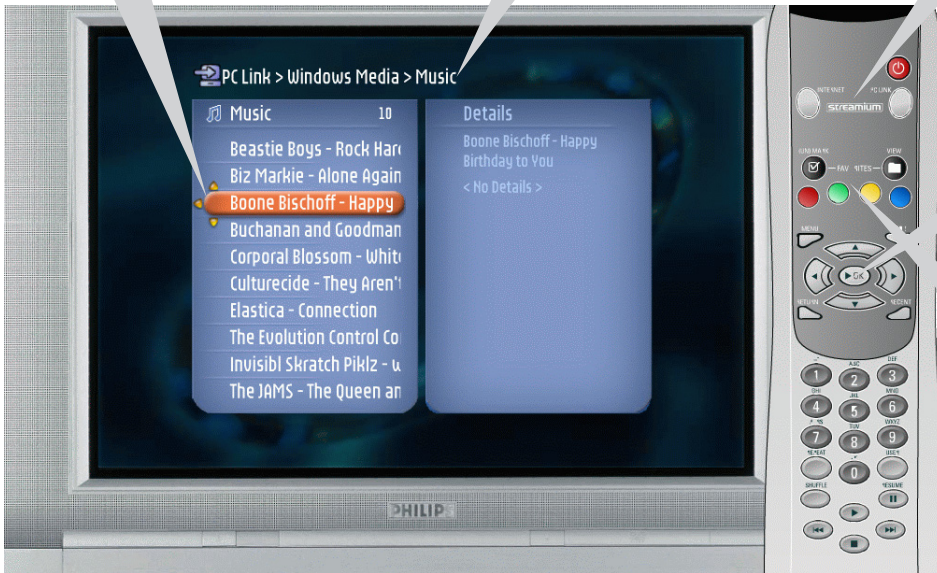 PC Link > Windows Media > Music
Music 10
Beastie Boys - Rock Hard
Biz Markie - Alone Again
Boone Bischoff - Happy
Buchanan and Goodman
Corporal Blossom - White
Culturecide - They Aren't
Elastica - Connection
The Evolution Control Co
Invisibl Skratch Piklz - w
The JAMS - The Queen an
Details
Boone Bischoff - Happy
Birthday to You
< No Details >
PHILIPS
INTERNET PC LINK
streamium
VIEW
MENU
OK
RETURN RECENT
ABC DEF
1 2 3
GHI JKL MNO
4 5 6
TUV WXYZ
7 8 9
REPEAT
0
SHUFFLE RESUME